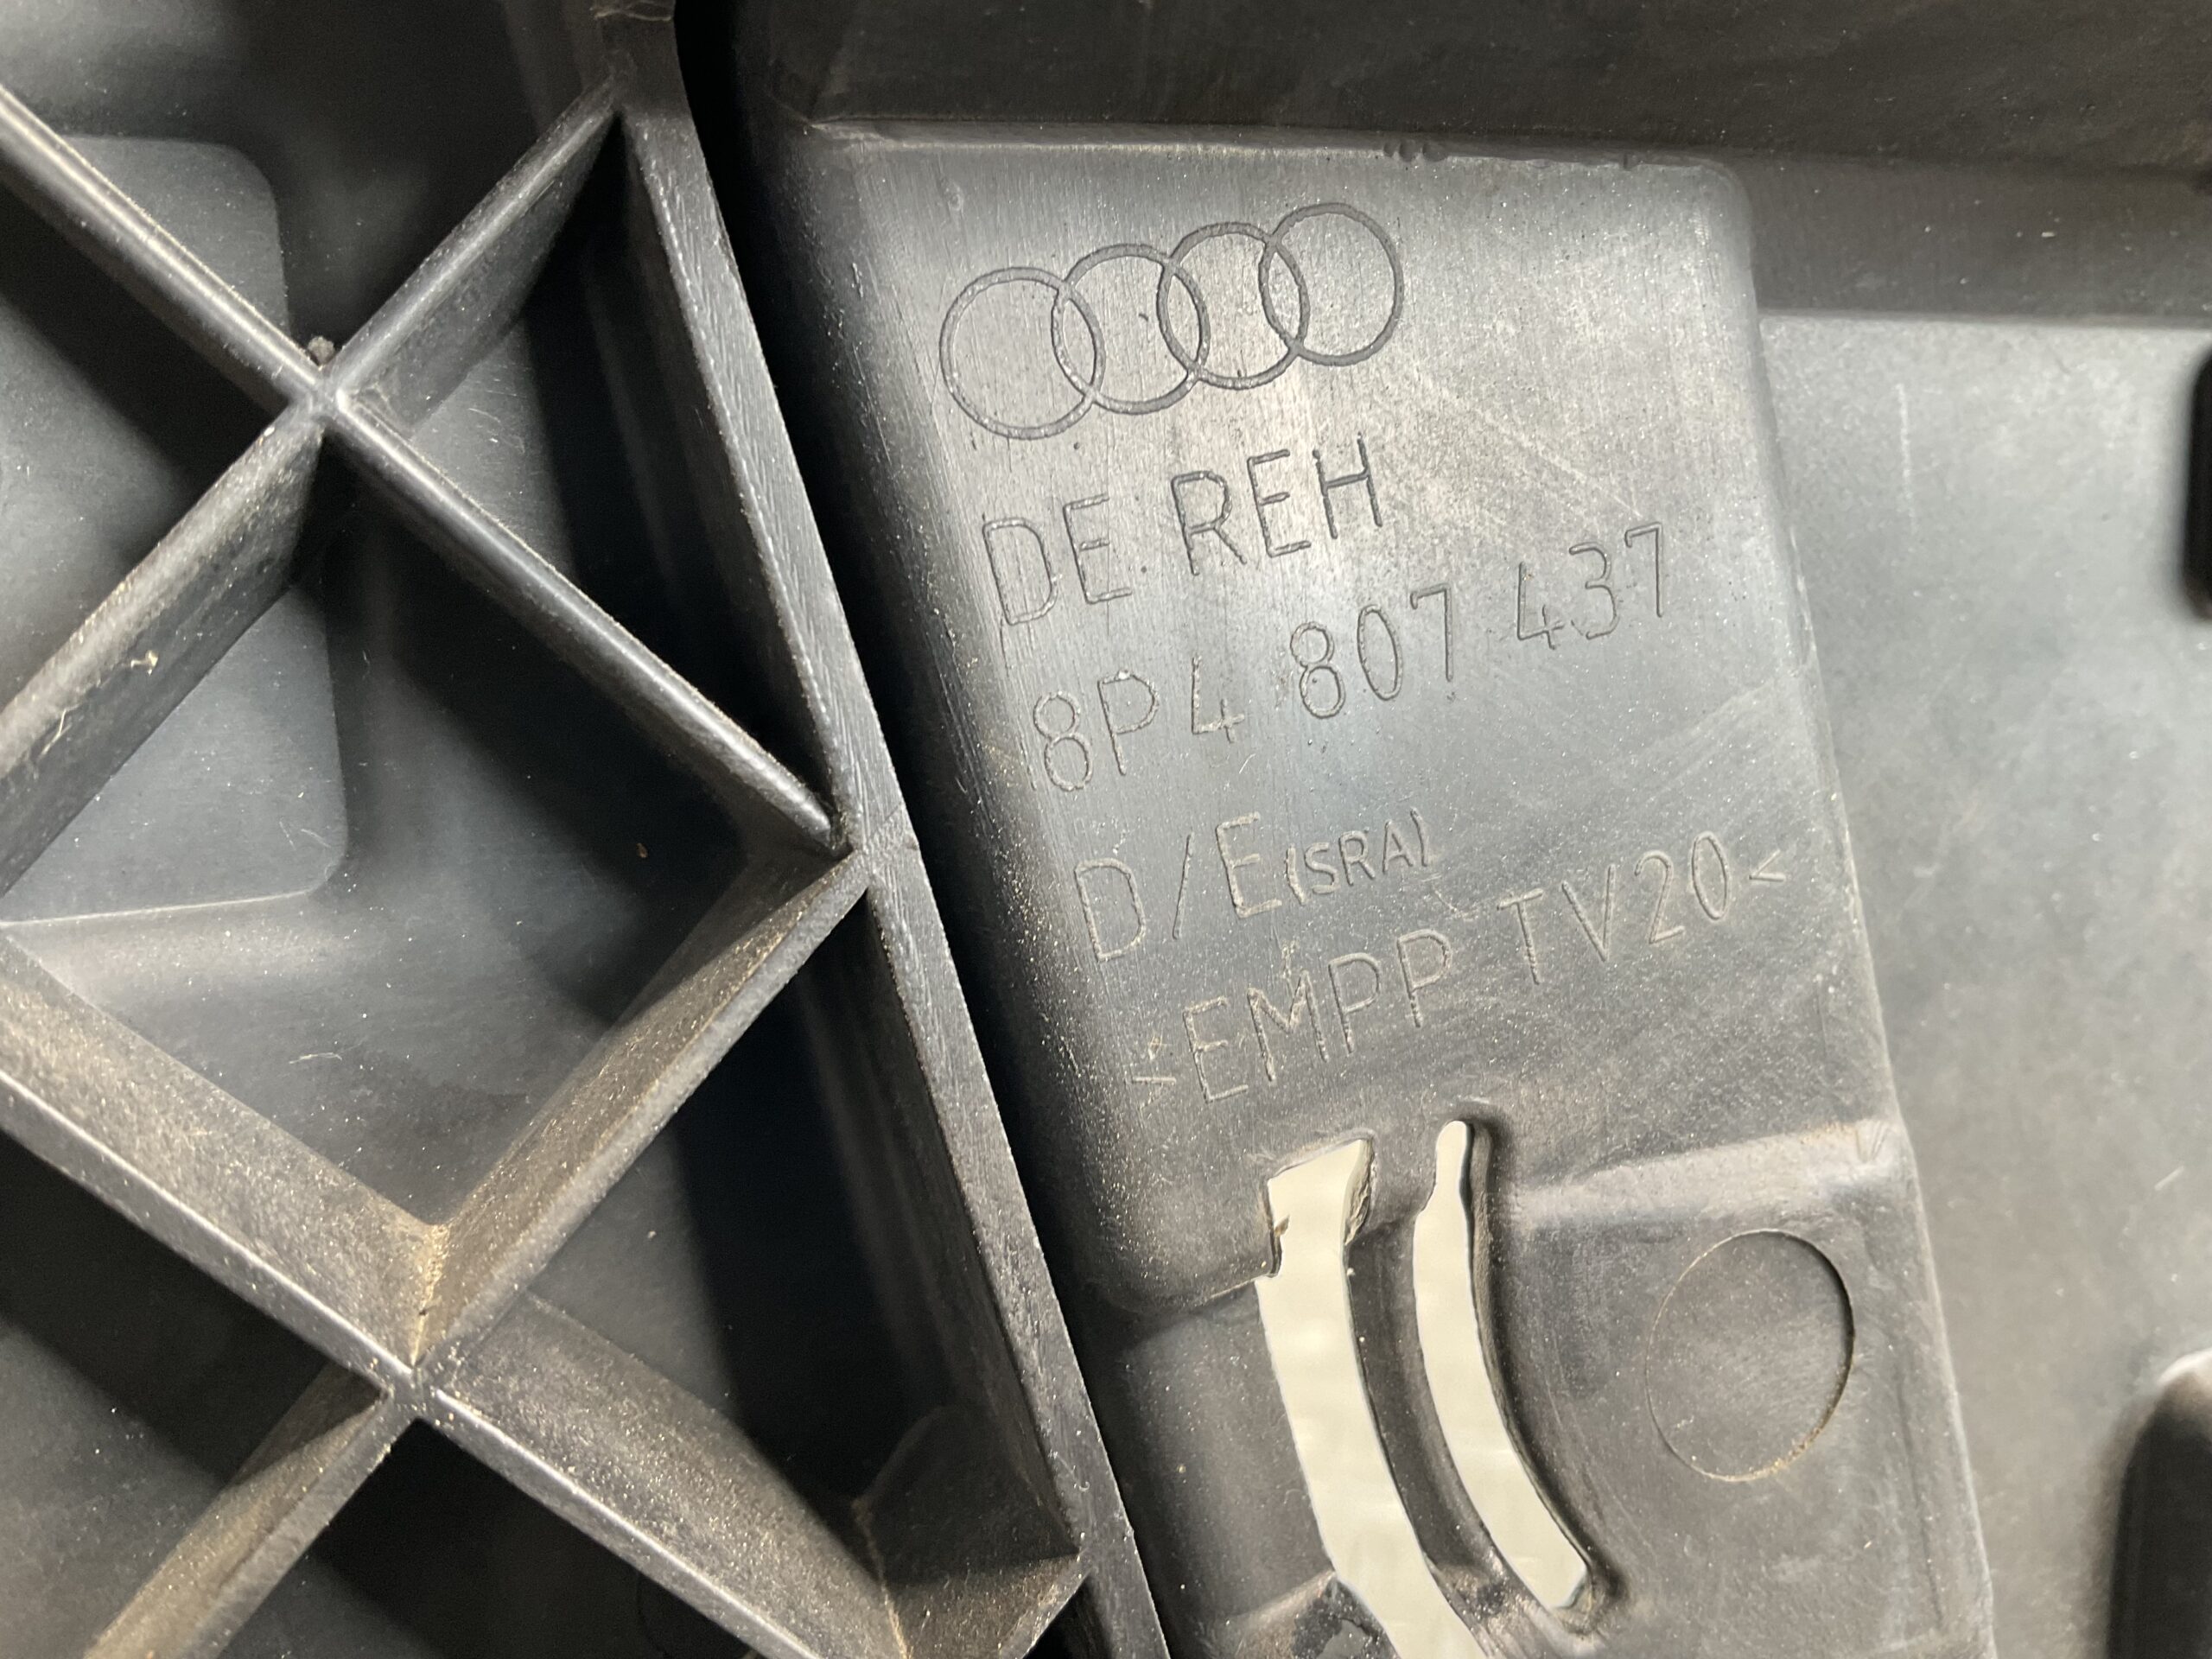 DE REH
8P4 807 437
D/E(SRA)
<EMPP TV20<